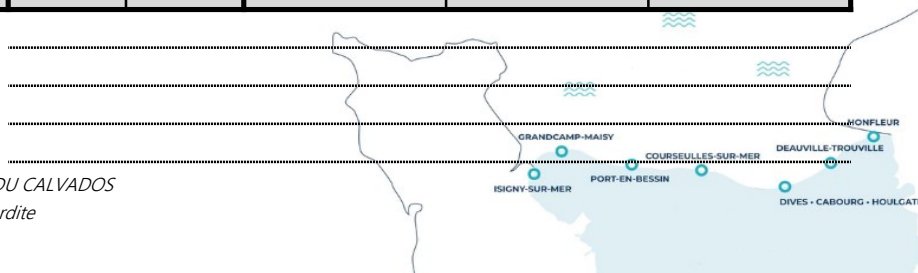 HONFLEUR
GRANDCAMP-MAISY
DEAUVILLE-TROUVILLE
COURSEULLES-SUR-MER
PORT-EN-BESSIN
DU CALVADOS
ISIGNY-SUR-MER
DIVES - CABOURG - HOULGAT
rdite